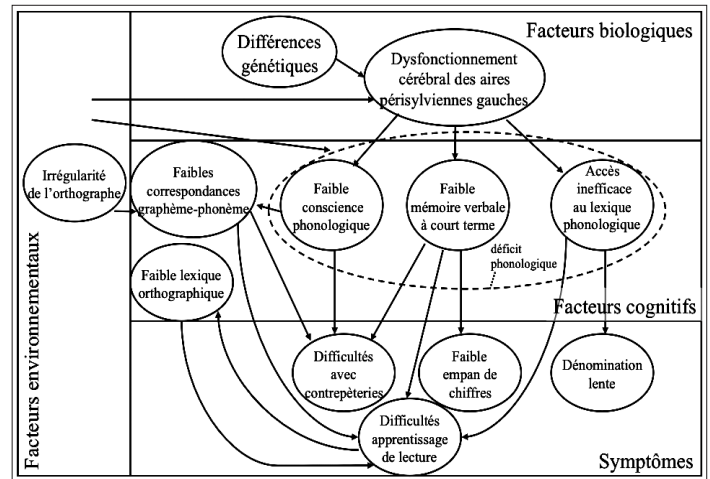 Facteurs biologiques
Différences
génétiques
Dysfonctionnement
cérébral des aires
périsylviennes gauches
Facteurs environnementaux
Irrégularité
de l'orthographe
Faibles
correspondances
graphème-phonème
Faible
conscience
phonologique
Faible
mémoire verbale
à court terme
Accès
inefficace
au lexique
phonologique
déficit
phonologique
Faible lexique
orthographique
Facteurs cognitifs
Difficultés
avec
contrepèteries
Faible
empan de
chiffres
Dénomination
lente
Difficultés
apprentissage
de lecture
Symptômes